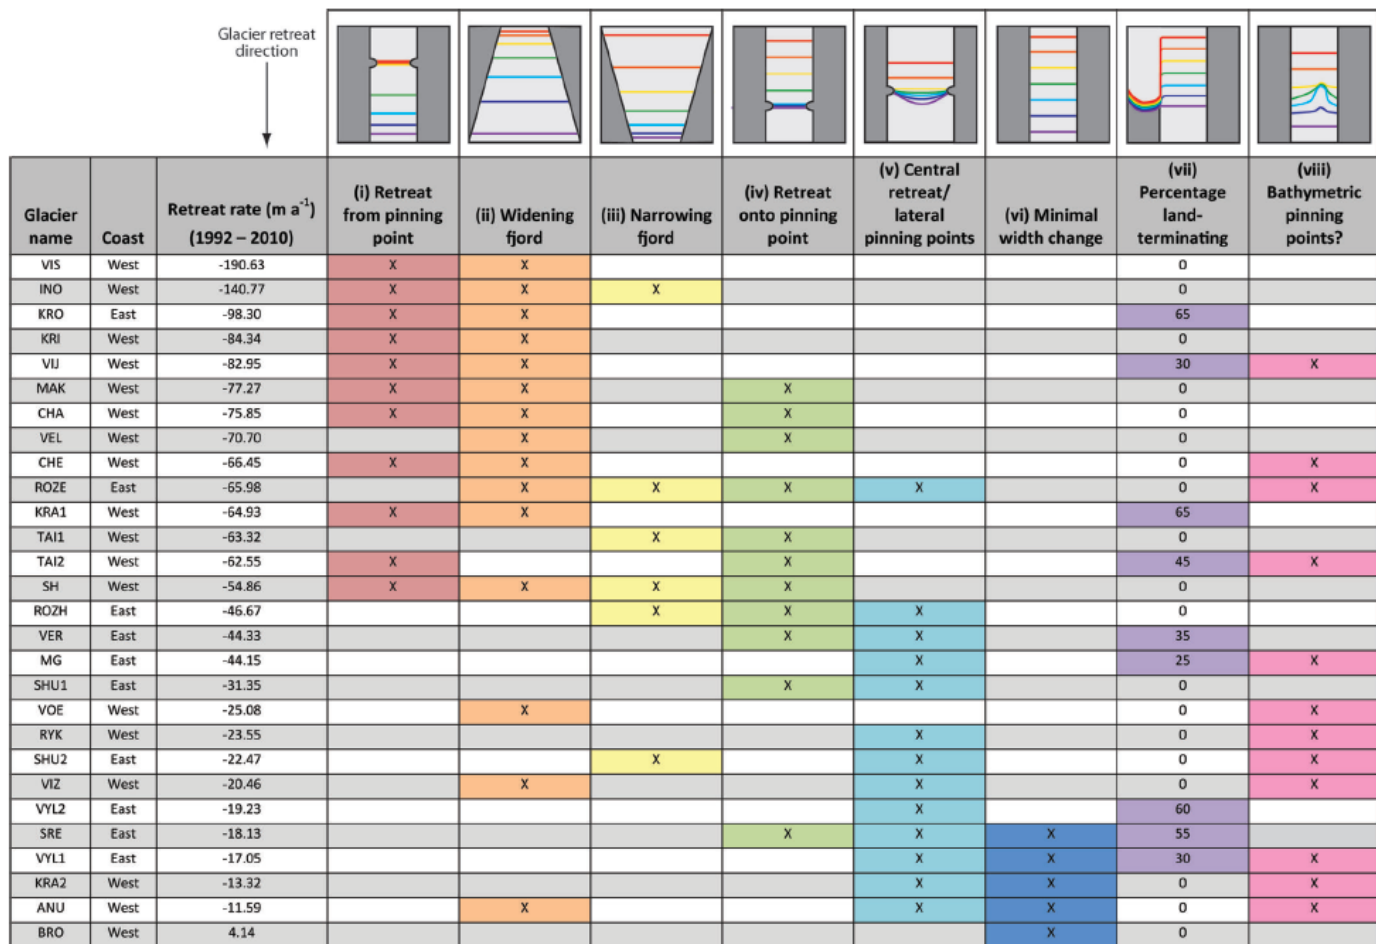 Glacier retreat
direction
Glacier
name
Coast
Retreat rate (m a⁻¹)
(1992 – 2010)
(i) Retreat
from pinning
point
(ii) Widening
fjord
(iii) Narrowing
fjord
(iv) Retreat
onto pinning
point
(v) Central
retreat/
lateral
pinning points
(vi) Minimal
width change
(vii)
Percentage
land-
terminating
(viii)
Bathymetric
pinning
points?
VIS West -190.63 X X 0
INO West -140.77 X X X 0
KRO East -98.30 X X 65
KRI West -84.34 X X 0
VIJ West -82.95 X X 30 X
MAK West -77.27 X X X 0
CHA West -75.85 X X X 0
VEL West -70.70 X X 0
CHE West -66.45 X X 0 X
ROZE East -65.98 X X X X 0 X
KRA1 West -64.93 X X 65
TAI1 West -63.32 X X 0
TAI2 West -62.55 X X 45 X
SH West -54.86 X X X X 0
ROZH East -46.67 X X X 0
VER East -44.33 X X 35
MG East -44.15 X 25 X
SHU1 East -31.35 X X 0
VOE West -25.08 X 0 X
RYK West -23.55 X 0 X
SHU2 East -22.47 X X 0 X
VIZ West -20.46 X X 0 X
VYL2 East -19.23 X 60
SRE East -18.13 X X X 55
VYL1 East -17.05 X X 30 X
KRA2 West -13.32 X X 0 X
ANU West -11.59 X X X 0 X
BRO West 4.14 X 0